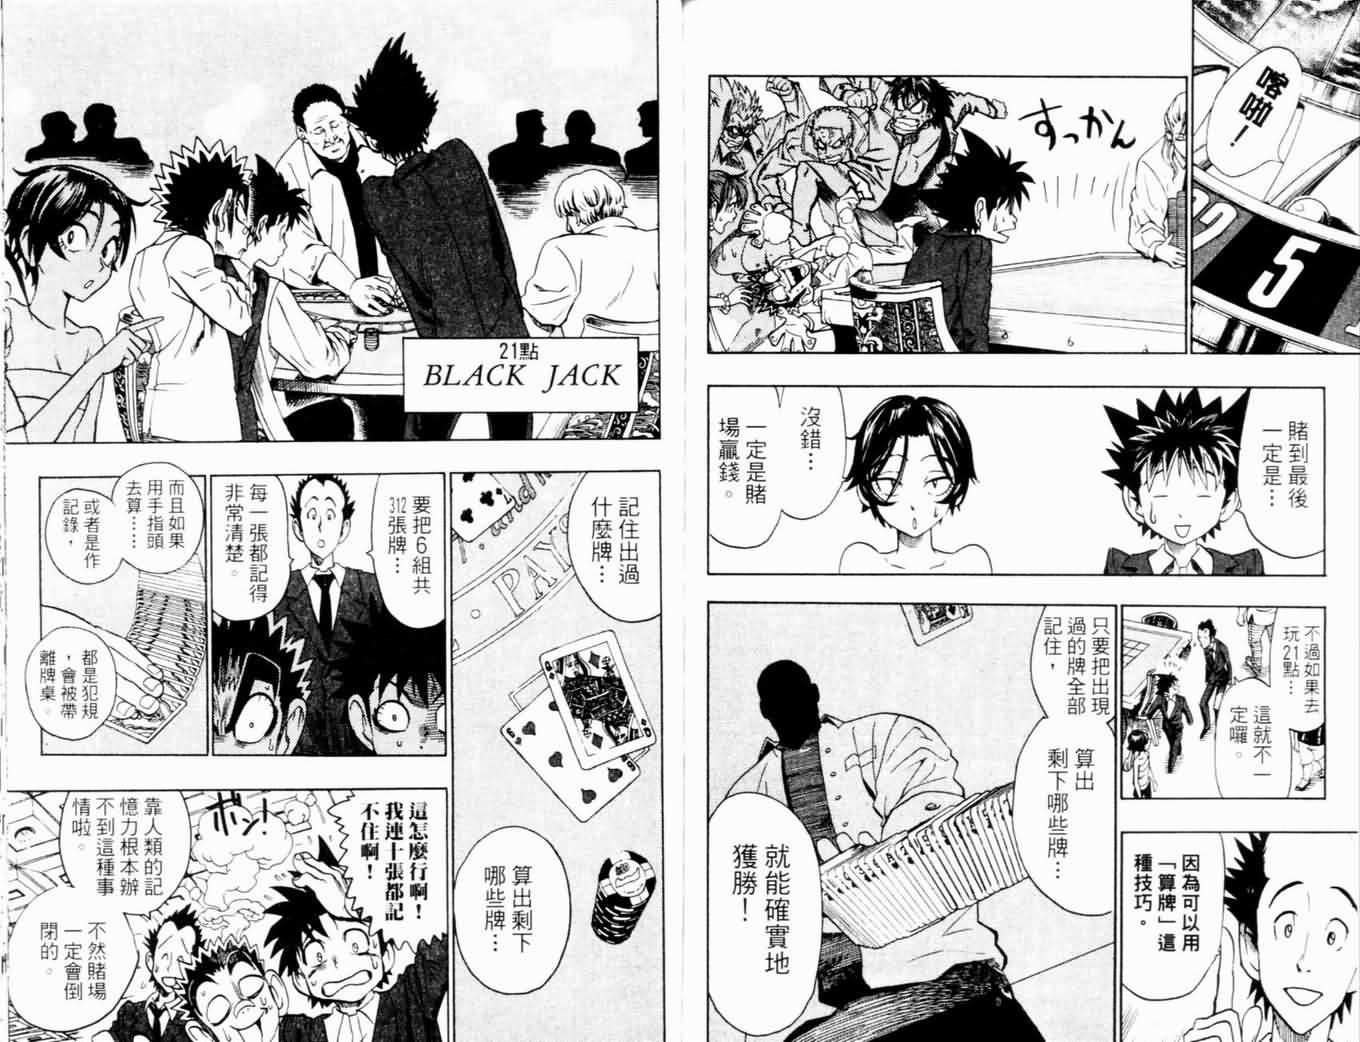 喀啦！
5
すっかん
賭到最後
一定是…
沒錯…
一定是賭
場贏錢。
不過如果去
玩21點…
這就不一
定囉。
因為可以用
「算牌」這
種技巧。
只要把出現
過的牌全部
記住，
算出
剩下哪些牌…
就能確實地
獲勝！
21點
BLACK JACK
記住出過
什麼牌…
算出剩下
哪些牌…
要把6組共
312張牌…
每一張都記得
非常清楚。
而且如果
用手指頭
去算……
或者是作
記錄，
都是犯規
，會被帶
離牌桌。
這怎麼行啊！
我連十張都記
不住啊！
ボン！
靠人類的記
憶力根本辦
不到這種事
情啦。
不然賭場
一定會倒
閉的。